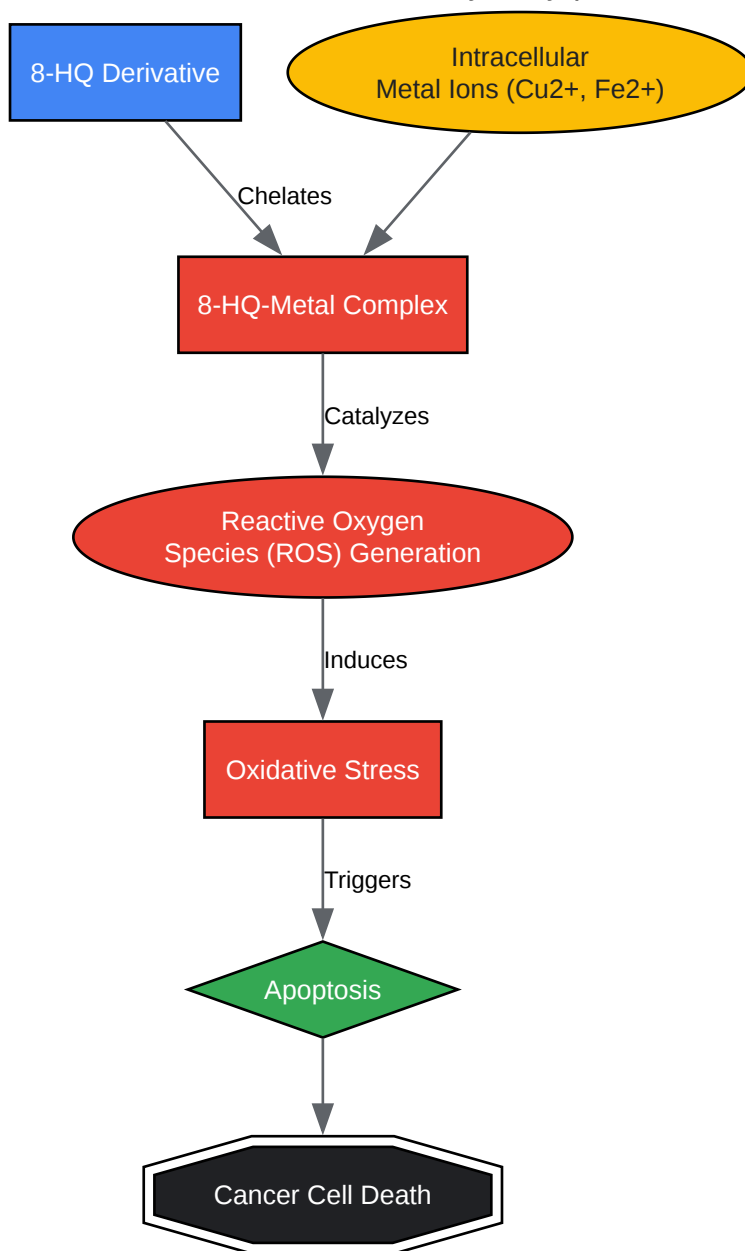 8-HQ Derivative
Intracellular
Metal Ions (Cu2+, Fe2+)
Chelates
8-HQ-Metal Complex
Catalyzes
Reactive Oxygen
Species (ROS) Generation
Induces
Oxidative Stress
Triggers
Apoptosis
Cancer Cell Death